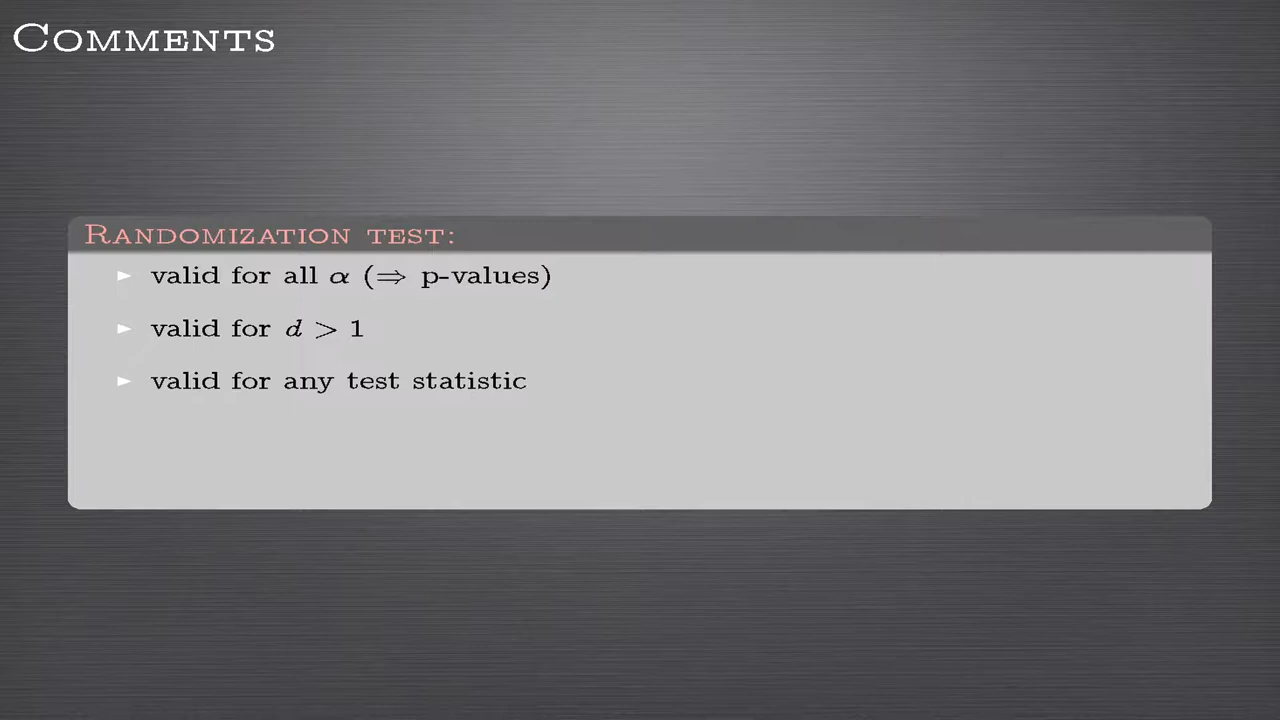 Comments
Randomization test:
► valid for all α (⇒ p-values)
► valid for d > 1
► valid for any test statistic